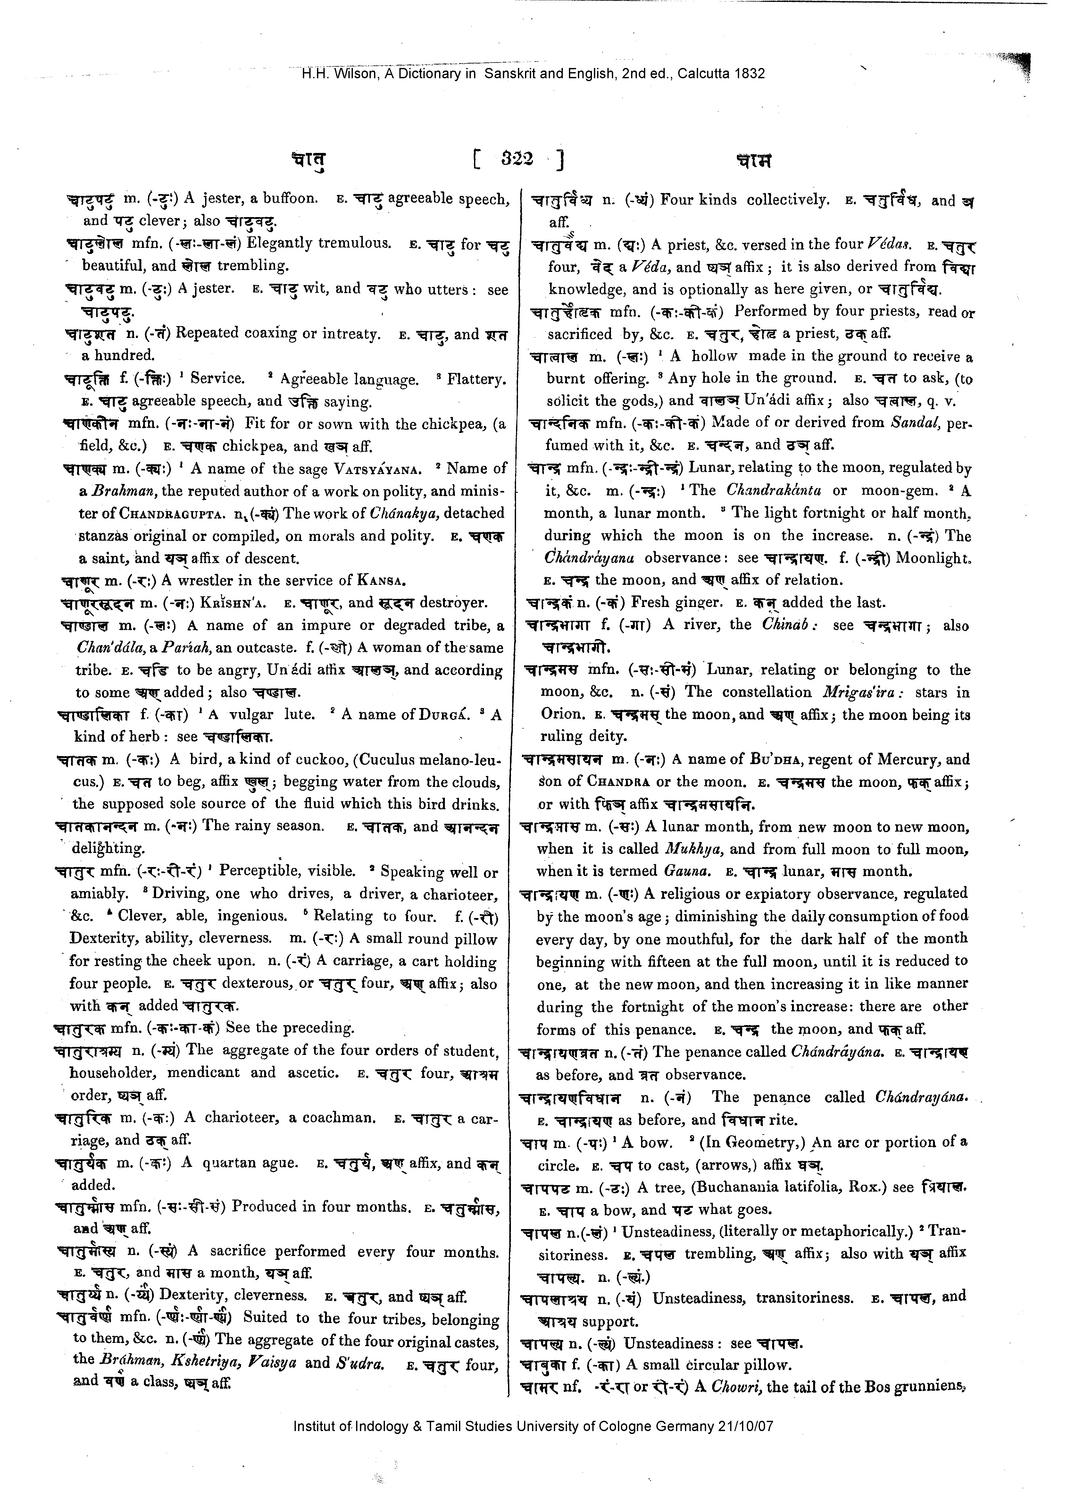 H.H. Wilson, A Dictionary in Sanskrit and English, 2nd ed., Calcutta 1832
चातु [ 322 ] चाम
चाटुपटु m. (-टुः) A jester, a buffoon. E. चाटु agreeable speech,
and पटु clever; also चाटुवटु.
चाटुलोल mfn. (-लः-ला-लं) Elegantly tremulous. E. चाटु for चटु
beautiful, and लोल trembling.
चाटुवटु m. (-टुः) A jester. E. चाटु wit, and वटु who utters: see
चाटुपटु.
चाटुशत n. (-तं) Repeated coaxing or intreaty. E. चाटु, and शत
a hundred.
चाटूक्ति f. (-क्तिः) ¹ Service. ² Agreeable language. ³ Flattery.
E. चाटु agreeable speech, and उक्ति saying.
चाणकीन mfn. (-नः-ना-नं) Fit for or sown with the chickpea, (a
field, &c.) E. चणक chickpea, and खञ् aff.
चाणक्य m. (-क्यः) ¹ A name of the sage VATSYÁYANA. ² Name of
a Brahman, the reputed author of a work on polity, and minis-
ter of CHANDRAGUPTA. n. (-क्यं) The work of Chánakya, detached
stanzas original or compiled, on morals and polity. E. चणक
a saint, and यञ् affix of descent.
चाणूर m. (-रः) A wrestler in the service of KANSA.
चाणूरसूदन m. (-नः) KRĬSHN'A. E. चाणूर, and सूदन destroyer.
चाण्डाल m. (-लः) A name of an impure or degraded tribe, a
Chan'dála, a Pariah, an outcaste. f. (-ली) A woman of the same
tribe. E. चडि to be angry, Unádi affix आलञ्, and according
to some अण् added; also चण्डाल.
चाण्डालिका f. (-का) ¹ A vulgar lute. ² A name of DURGÁ. ³ A
kind of herb: see चण्डालिका.
चातक m. (-कः) A bird, a kind of cuckoo, (Cuculus melano-leu-
cus.) E. चत to beg, affix ण्वुल्; begging water from the clouds,
the supposed sole source of the fluid which this bird drinks.
चातकानन्दन m. (-नः) The rainy season. E. चातक, and आनन्दन
delighting.
चातुर mfn. (-रः-री-रं) ¹ Perceptible, visible. ² Speaking well or
amiably. ³ Driving, one who drives, a driver, a charioteer,
&c. ⁴ Clever, able, ingenious. ⁵ Relating to four. f. (-री)
Dexterity, ability, cleverness. m. (-रः) A small round pillow
for resting the cheek upon. n. (-रं) A carriage, a cart holding
four people. E. चतुर dexterous, or चतुर् four, अण् affix; also
with कन् added चातुरक.
चातुरक mfn. (-कः-का-कं) See the preceding.
चातुराश्रम्य n. (-म्यं) The aggregate of the four orders of student,
householder, mendicant and ascetic. E. चतुर् four, आश्रम
order, ष्यञ् aff.
चातुरिक m. (-कः) A charioteer, a coachman. E. चातुर a car-
riage, and ठक् aff.
चातुर्थक m. (-कः) A quartan ague. E. चतुर्थ, अण् affix, and कन्
added.
चातुर्म्मास mfn. (-सः-सी-सं) Produced in four months. E. चतुर्म्मास,
and अण् aff.
चातुर्मास्य n. (-स्यं) A sacrifice performed every four months.
E. चतुर्, and मास a month, यञ् aff.
चातुर्य्य n. (-र्य्यं) Dexterity, cleverness. E. चतुर, and ष्यञ् aff.
चातुर्वर्ण्य mfn. (-र्ण्यः-र्ण्या-र्ण्यं) Suited to the four tribes, belonging
to them, &c. n. (-र्ण्यं) The aggregate of the four original castes,
the Bráhman, Kshetriya, Vaisya and S'udra. E. चतुर् four,
and वर्ण a class, ष्यञ् aff.
चातुर्विध्य n. (-ध्यं) Four kinds collectively. E. चतुर्विध, and ञ
aff.
चातुर्वैद्य m. (द्यः) A priest, &c. versed in the four Védas. E. चतुर्
four, वेद a Véda, and ष्यञ् affix; it is also derived from विद्या
knowledge, and is optionally as here given, or चातुर्विद्य.
चातुर्हौतृक mfn. (-कः-की-कं) Performed by four priests, read or
sacrificed by, &c. E. चतुर्, होतृ a priest, ठक् aff.
चात्वाल m. (-लः) ¹ A hollow made in the ground to receive a
burnt offering. ² Any hole in the ground. E. चत to ask, (to
solicit the gods,) and वालञ् Un'ádi affix; also चत्वाल, q. v.
चान्दनिक mfn. (-कः-की-कं) Made of or derived from Sandal, per-
fumed with it, &c. E. चन्दन, and ठञ् aff.
चान्द्र mfn. (-न्द्रः-न्द्री-न्द्रं) Lunar, relating to the moon, regulated by
it, &c. m. (-न्द्रः) ¹ The Chandrakánta or moon-gem. ² A
month, a lunar month. ³ The light fortnight or half month,
during which the moon is on the increase. n. (-न्द्रं) The
Chándráyana observance: see चान्द्रायण. f. (-न्द्री) Moonlight.
E. चन्द्र the moon, and अण् affix of relation.
चान्द्रकं n. (-कं) Fresh ginger. E. कन् added the last.
चान्द्रभागा f. (-गा) A river, the Chinab: see चन्द्रभागा; also
चान्द्रभागी.
चान्द्रमस mfn. (-सः-सी-सं) Lunar, relating or belonging to the
moon, &c. n. (-सं) The constellation Mrigas'ira: stars in
Orion. E. चन्द्रमस् the moon, and अण् affix; the moon being its
ruling deity.
चान्द्रमसायन m. (-नः) A name of BU'DHA, regent of Mercury, and
son of CHANDRA or the moon. E. चन्द्रमस the moon, फक् affix;
or with फिञ् affix चान्द्रमसायनि.
चान्द्रमास m. (-सः) A lunar month, from new moon to new moon,
when it is called Mukhya, and from full moon to full moon,
when it is termed Gauna. E. चान्द्र lunar, मास month.
चान्द्रायण m. (-णः) A religious or expiatory observance, regulated
by the moon's age; diminishing the daily consumption of food
every day, by one mouthful, for the dark half of the month
beginning with fifteen at the full moon, until it is reduced to
one, at the new moon, and then increasing it in like manner
during the fortnight of the moon's increase: there are other
forms of this penance. E. चन्द्र the moon, and फक् aff.
चान्द्रायणव्रत n. (-तं) The penance called Chándráyána. E. चान्द्रायण
as before, and व्रत observance.
चान्द्रायणविधान n. (-नं) The penance called Chándrayána.
E. चान्द्रायण as before, and विधान rite.
चाप m. (-पः) ¹ A bow. ² (In Geometry,) An arc or portion of a
circle. E. चप to cast, (arrows,) affix घञ्.
चापपट m. (-टः) A tree, (Buchanania latifolia, Rox.) see प्रियाल.
E. चाप a bow, and पट what goes.
चापल n. (-लं) ¹ Unsteadiness, (literally or metaphorically.) ² Tran-
sitoriness. E. चपल trembling, अण् affix; also with यञ् affix
चापल्य. n. (-ल्यं.)
चापलाश्रय n. (-यं) Unsteadiness, transitoriness. E. चापल, and
आश्रय support.
चापल्य n. (-ल्यं) Unsteadiness: see चापल.
चाबुका f. (-का) A small circular pillow.
चामर nf. -रं-रा or री-रं) A Chowri, the tail of the Bos grunniens,
Institut of Indology & Tamil Studies University of Cologne Germany 21/10/07